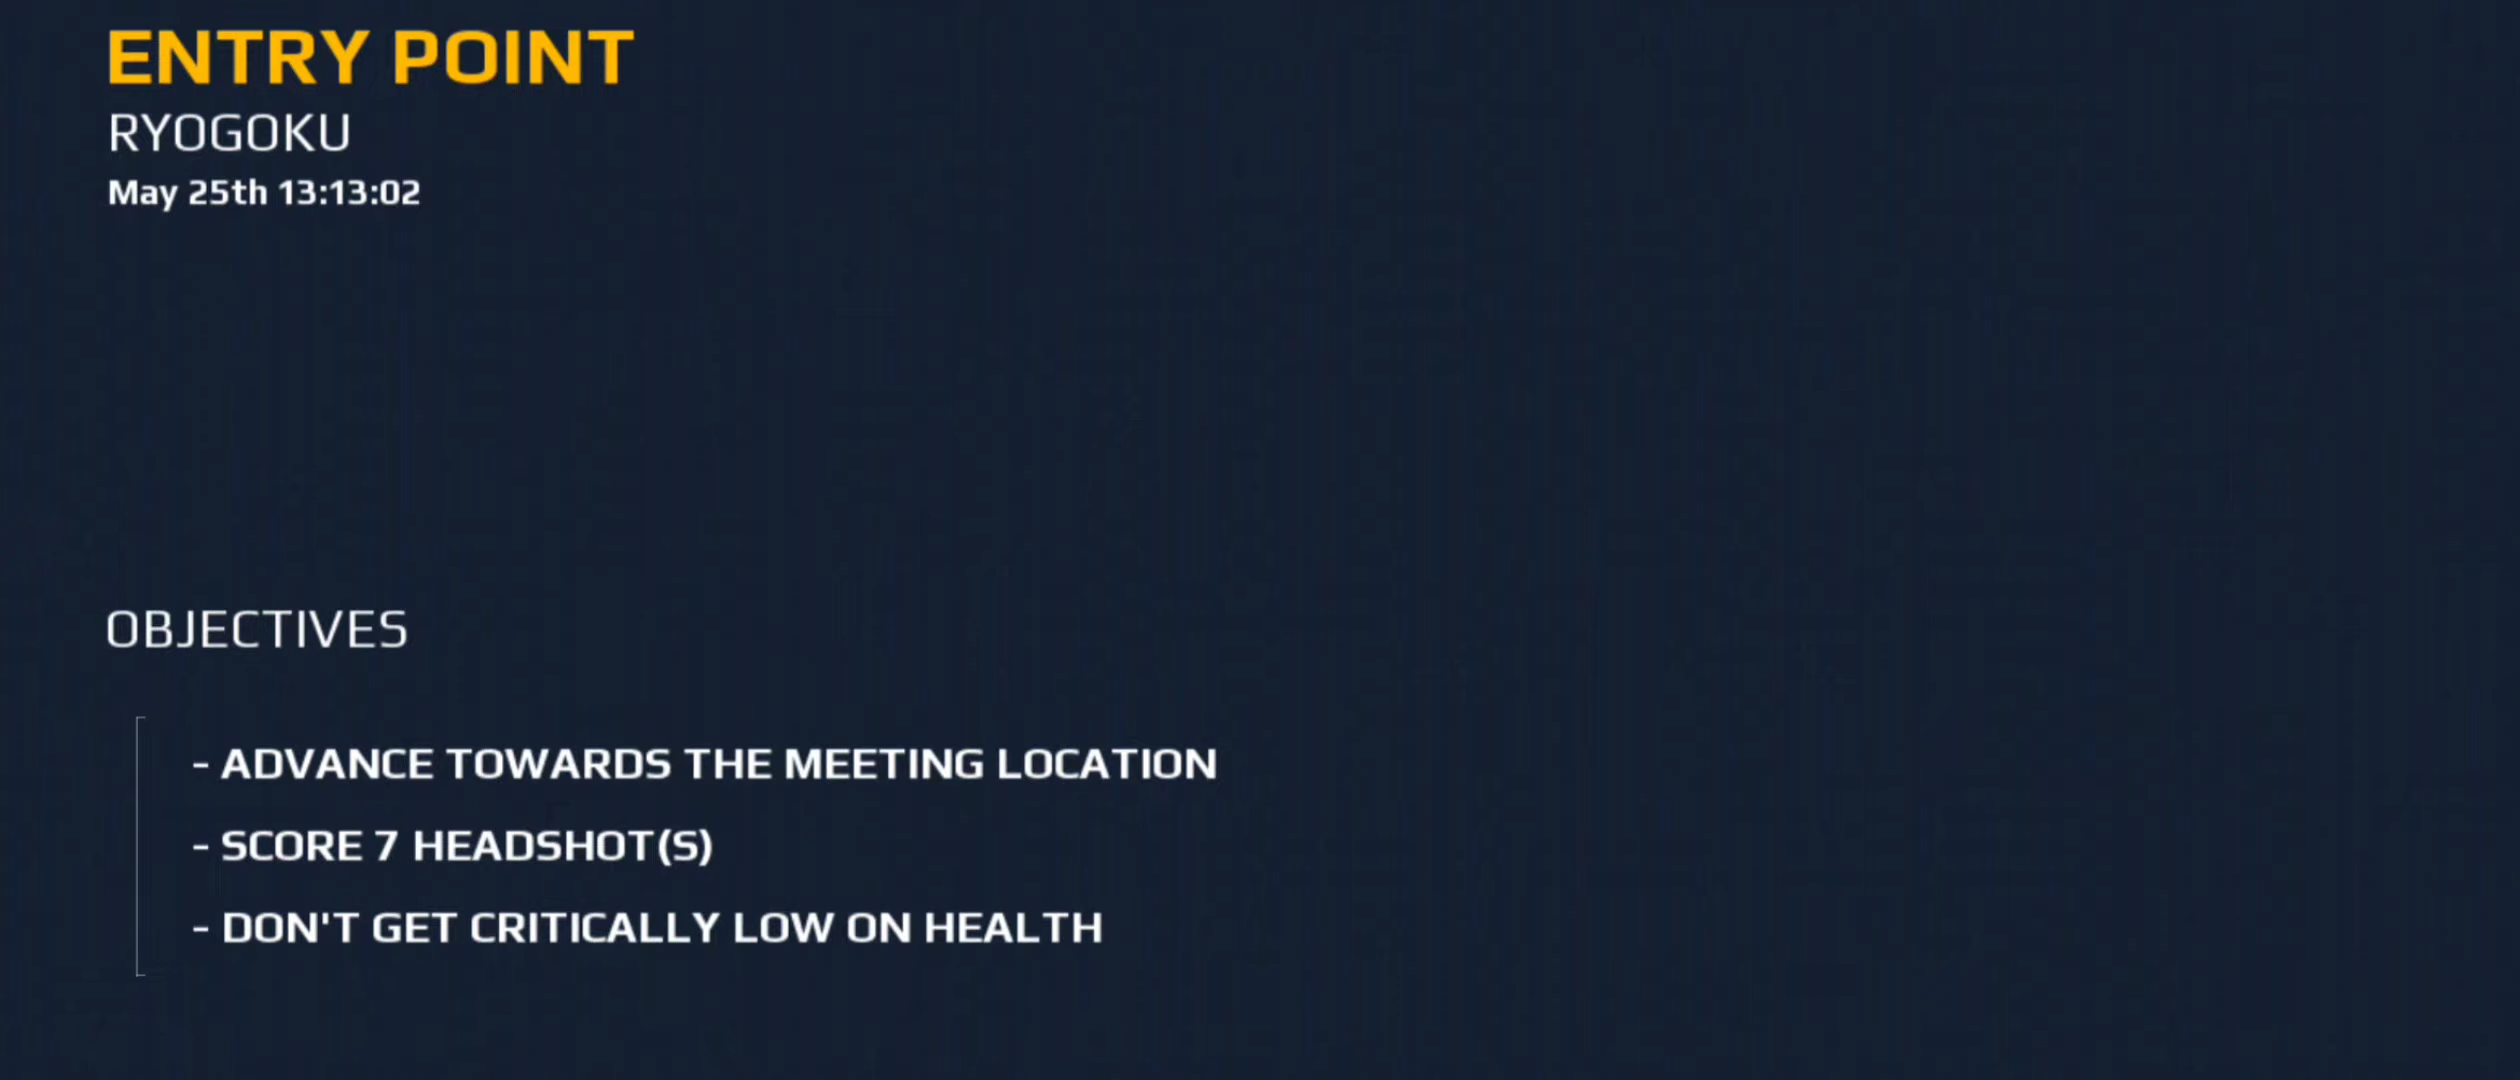 ENTRY POINT
RYOGOKU
May 25th 13:13:02
OBJECTIVES
- ADVANCE TOWARDS THE MEETING LOCATION
- SCORE 7 HEADSHOT(S)
- DON'T GET CRITICALLY LOW ON HEALTH